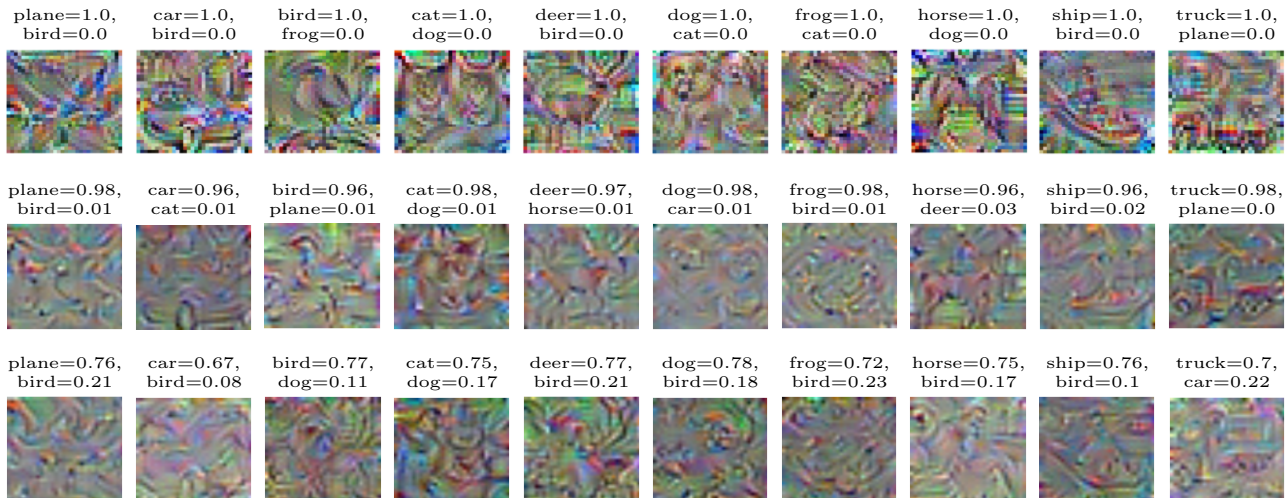 plane=1.0, car=1.0, bird=1.0, cat=1.0, deer=1.0, dog=1.0, frog=1.0, horse=1.0, ship=1.0, truck=1.0,
bird=0.0 bird=0.0 frog=0.0 dog=0.0 bird=0.0 cat=0.0 cat=0.0 dog=0.0 bird=0.0 plane=0.0
plane=0.98, car=0.96, bird=0.96, cat=0.98, deer=0.97, dog=0.98, frog=0.98, horse=0.96, ship=0.96, truck=0.98,
bird=0.01 cat=0.01 plane=0.01 dog=0.01 horse=0.01 car=0.01 bird=0.01 deer=0.03 bird=0.02 plane=0.0
plane=0.76, car=0.67, bird=0.77, cat=0.75, deer=0.77, dog=0.78, frog=0.72, horse=0.75, ship=0.76, truck=0.7,
bird=0.21 bird=0.08 dog=0.11 dog=0.17 bird=0.21 bird=0.18 bird=0.23 bird=0.17 bird=0.1 car=0.22